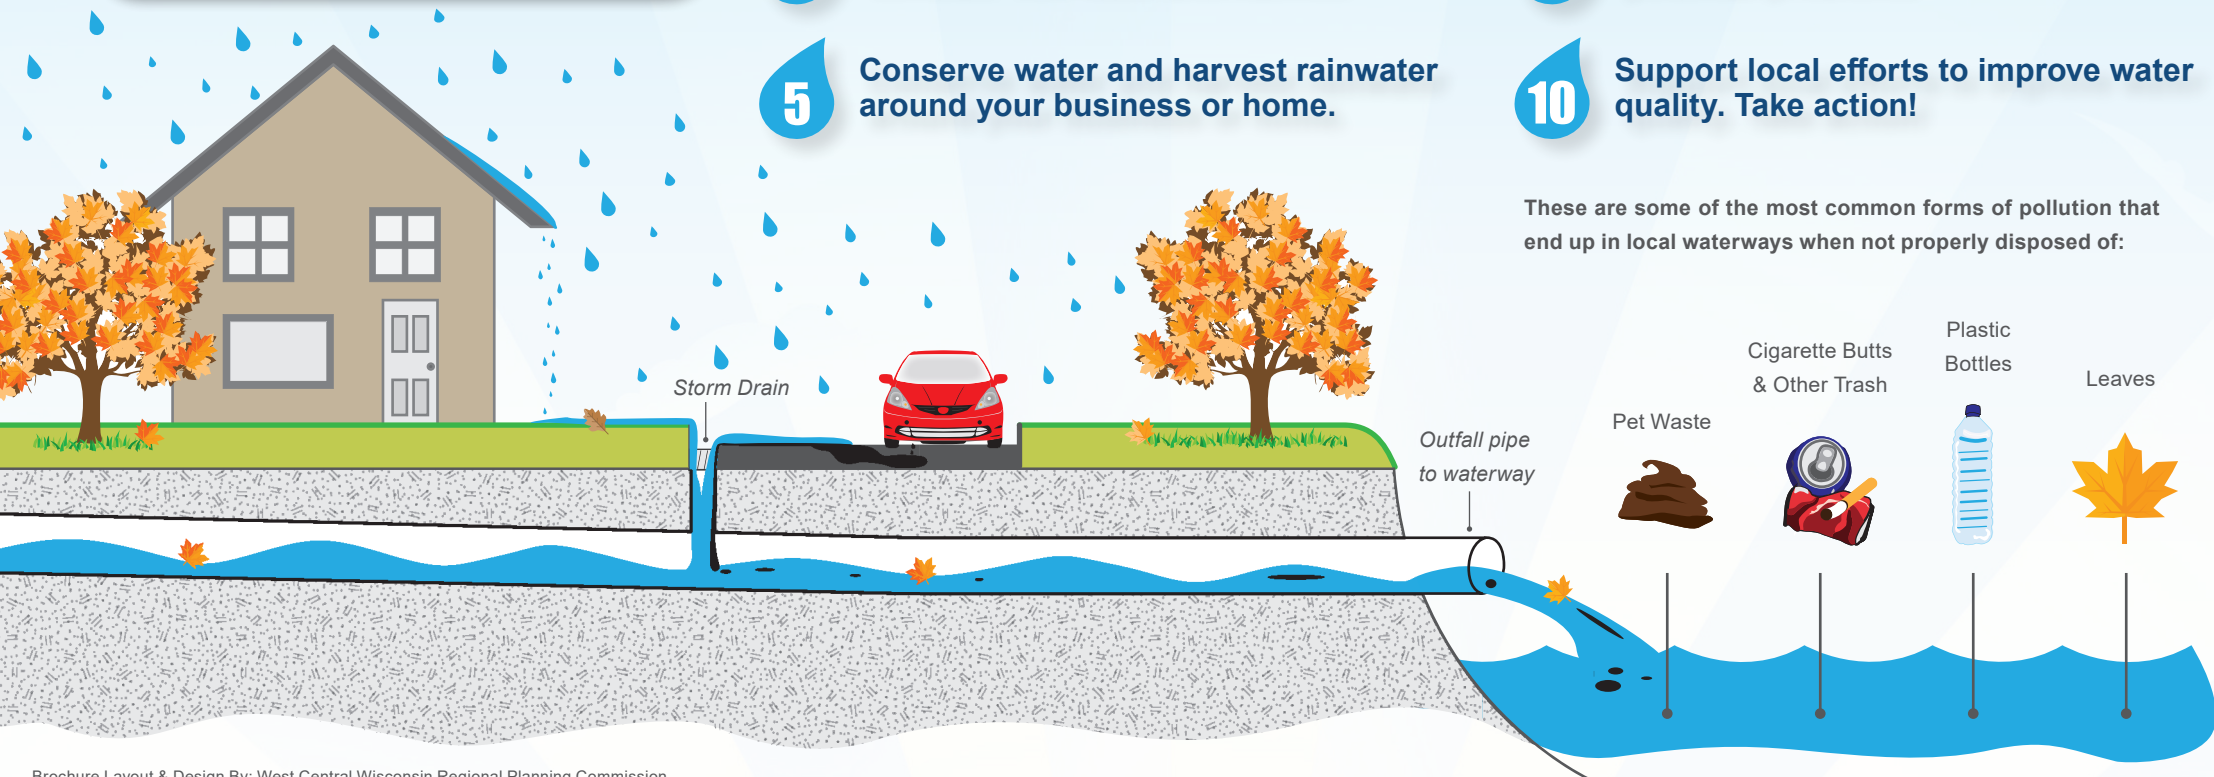 5
Conserve water and harvest rainwater
around your business or home.
10
Support local efforts to improve water
quality. Take action!
These are some of the most common forms of pollution that
end up in local waterways when not properly disposed of:
Storm Drain
Outfall pipe
to waterway
Pet Waste
Cigarette Butts
& Other Trash
Plastic
Bottles
Leaves
Brochure Layout & Design By: West Central Wisconsin Regional Planning Commission